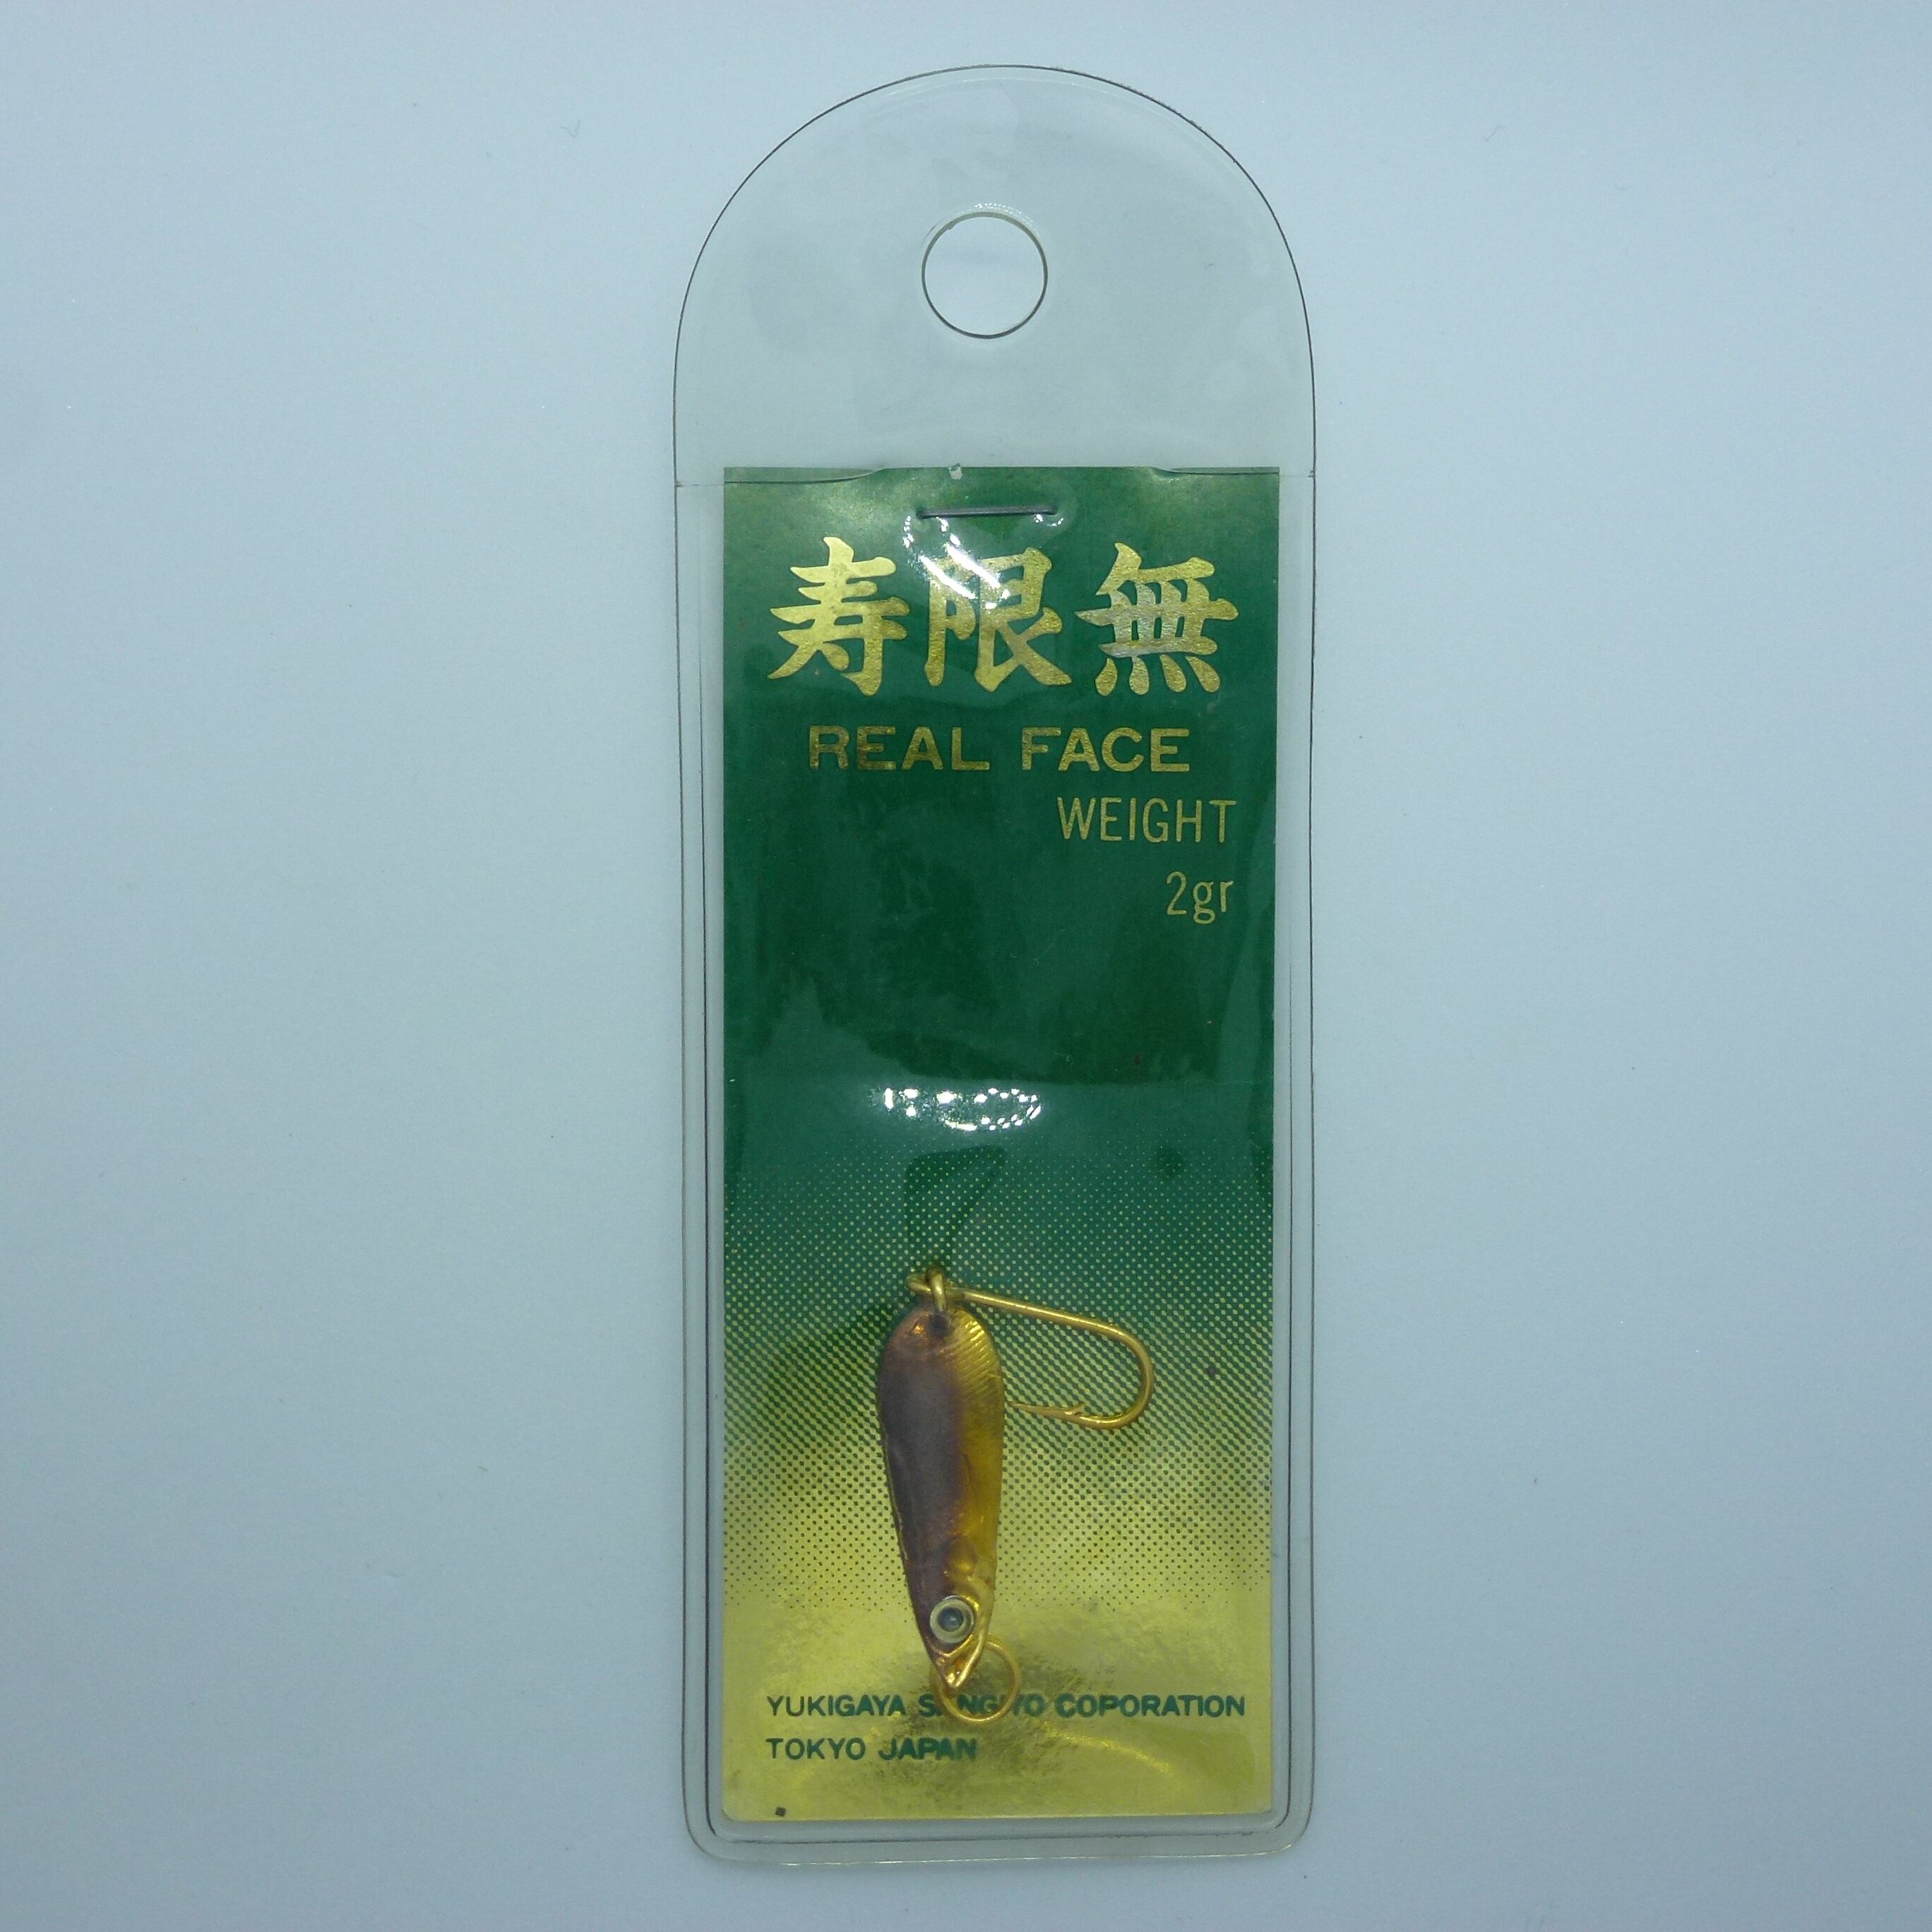 寿限無
REAL FACE
WEIGHT
2gr
YUKIGAYA COPORATION
TOKYO JAPAN